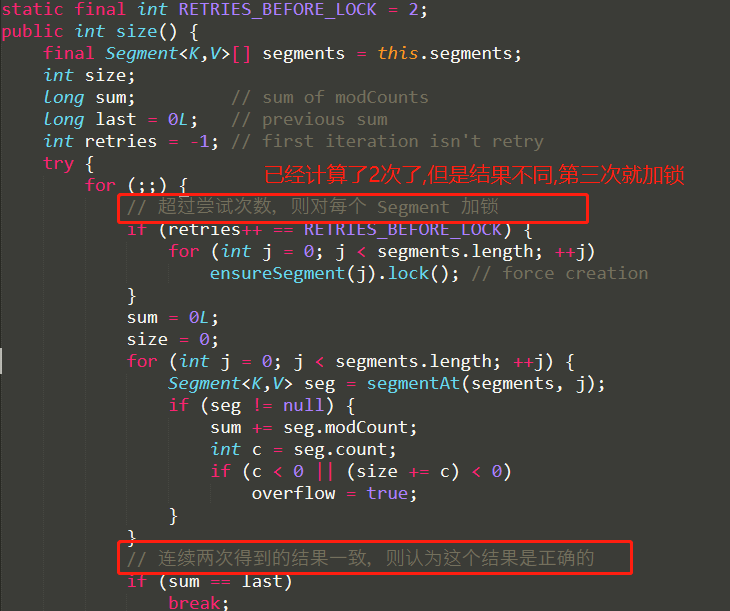 static final int RETRIES_BEFORE_LOCK = 2;
public int size() {
final Segment<K,V>[] segments = this.segments;
int size;
long sum; // sum of modCounts
long last = 0L; // previous sum
int retries = -1; // first iteration isn't retry
try {
已经计算了2次了,但是结果不同,第三次就加锁
for (;;) {
// 超过尝试次数，则对每个 Segment 加锁
if (retries++ == RETRIES_BEFORE_LOCK) {
for (int j = 0; j < segments.length; ++j)
ensureSegment(j).lock(); // force creation
}
sum = 0L;
size = 0;
for (int j = 0; j < segments.length; ++j) {
Segment<K,V> seg = segmentAt(segments, j);
if (seg != null) {
sum += seg.modCount;
int c = seg.count;
if (c < 0 || (size += c) < 0)
overflow = true;
}
}
// 连续两次得到的结果一致，则认为这个结果是正确的
if (sum == last)
break;